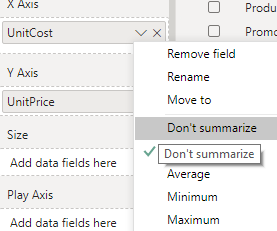 X Axis
UnitCost
Y Axis
UnitPrice
Size
Add data fields here
Play Axis
Add data fields here
Produ
Promo
Remove field
Rename
Move to
Don't summarize
Don't summarize
Average
Minimum
Maximum